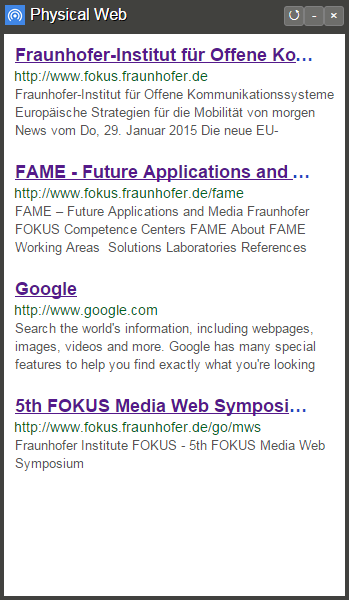 Physical Web
Fraunhofer-Institut für Offene Ko...
http://www.fokus.fraunhofer.de
Fraunhofer-Institut für Offene Kommunikationssysteme
Europäische Strategien für die Mobilität von morgen
News vom Do, 29. Januar 2015 Die neue EU-
FAME - Future Applications and ...
http://www.fokus.fraunhofer.de/fame
FAME – Future Applications and Media Fraunhofer
FOKUS Competence Centers FAME About FAME
Working Areas Solutions Laboratories References
Google
http://www.google.com
Search the world's information, including webpages,
images, videos and more. Google has many special
features to help you find exactly what you're looking
5th FOKUS Media Web Symposi...
http://www.fokus.fraunhofer.de/go/mws
Fraunhofer Institute FOKUS - 5th FOKUS Media Web
Symposium